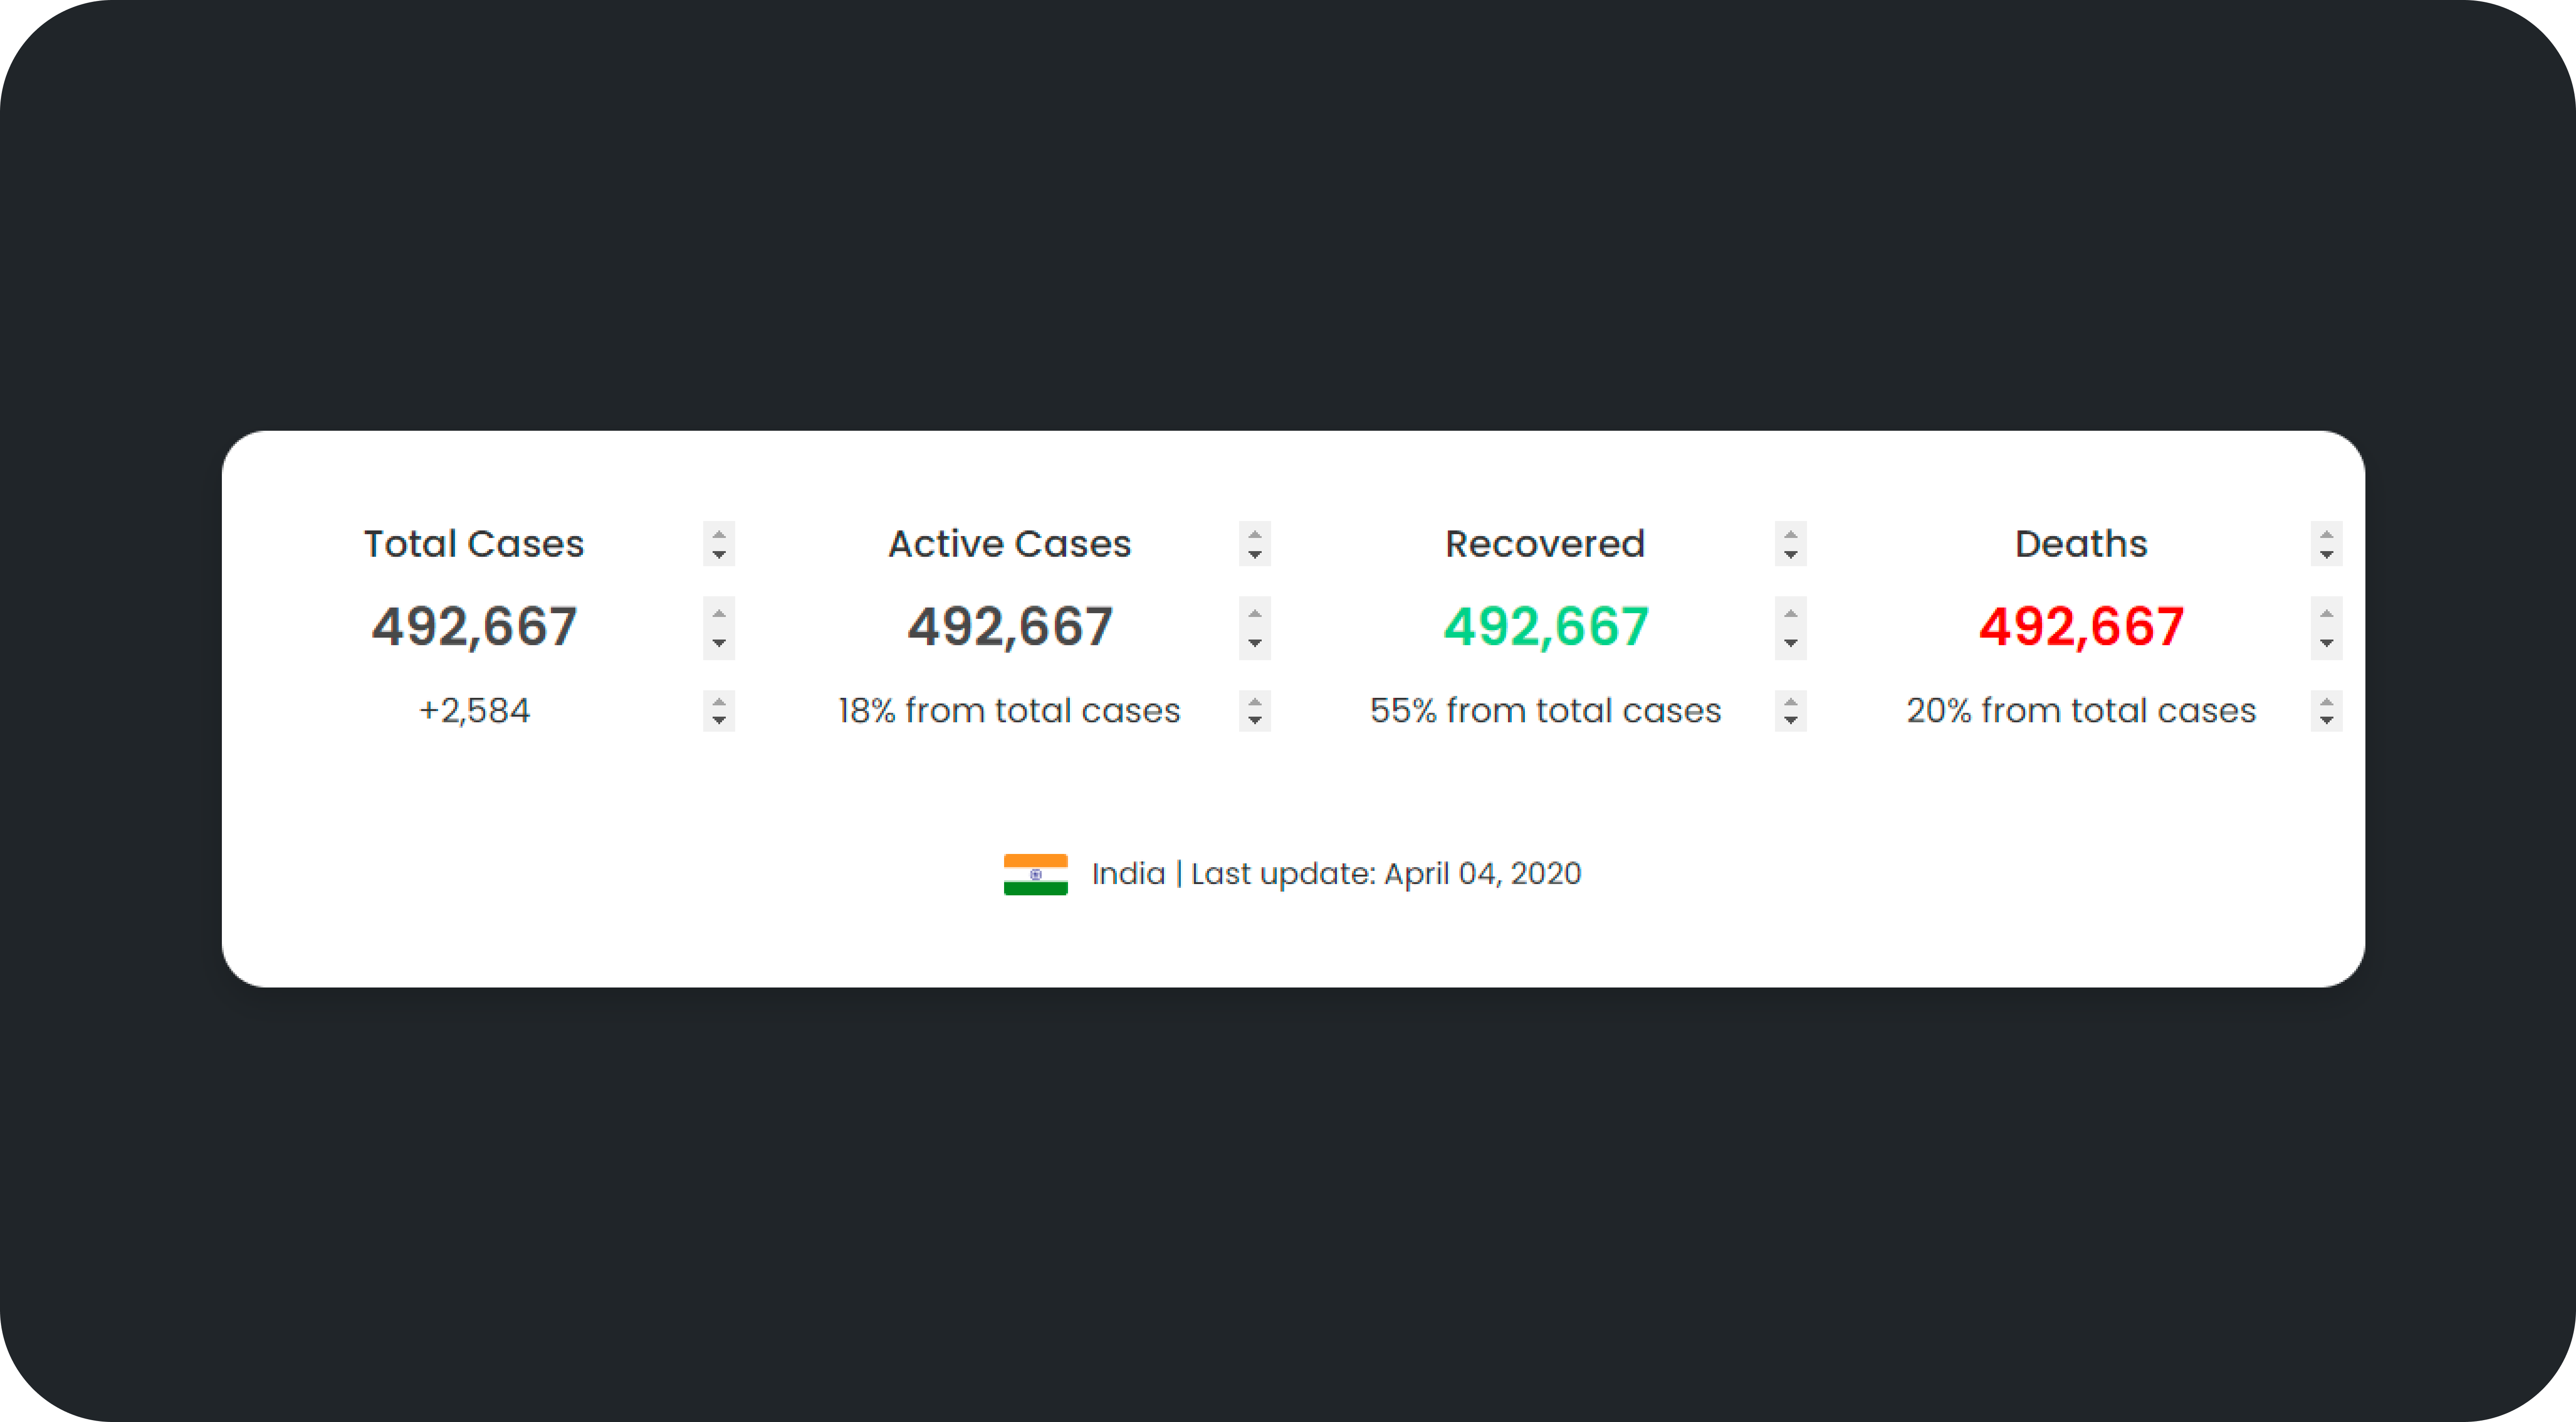 Total Cases
492,667
+2,584
Active Cases
492,667
18% from total cases
Recovered
492,667
55% from total cases
Deaths
492,667
20% from total cases
India | Last update: April 04, 2020